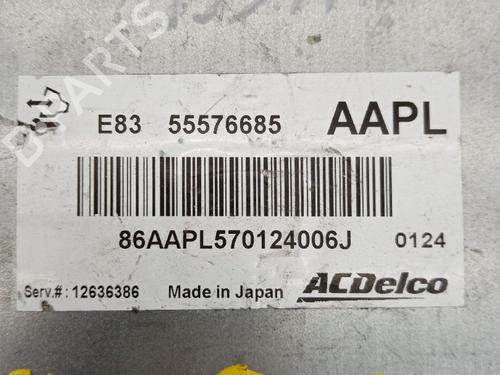 E83 55576685 AAPL
86AAPL570124006J 0124
Serv.#: 12636386 Made in Japan ACDelco